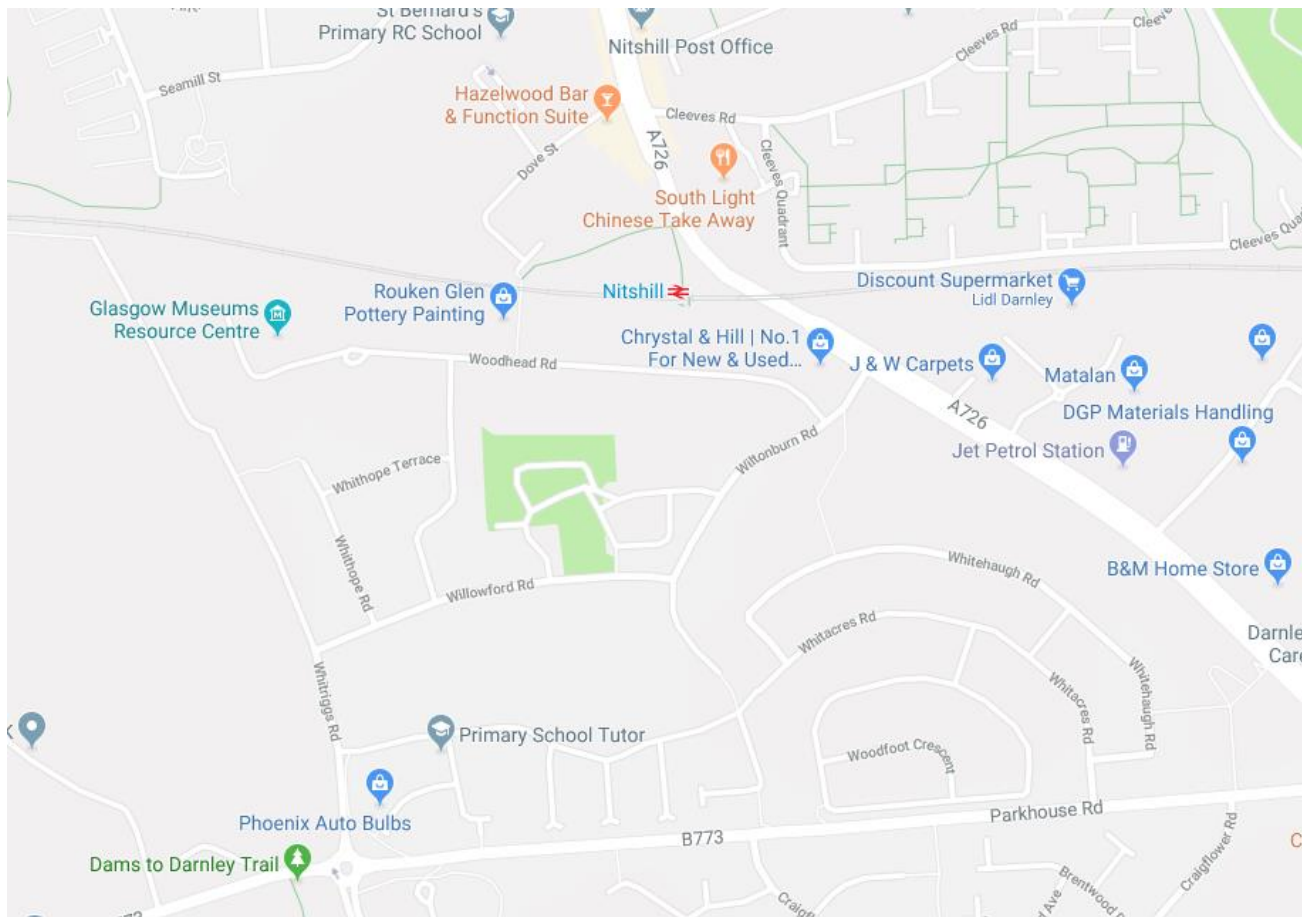 St Bernard's
Primary RC School
Nitshill Post Office
Cleeves Rd
Seamill St
Hazelwood Bar
& Function Suite
Cleeves Rd
A726
Dove St
Cleeves Quadrant
South Light
Chinese Take Away
Nitshill
Discount Supermarket
Lidl Darnley
Rouken Glen
Pottery Painting
Glasgow Museums
Resource Centre
Chrystal & Hill | No.1
For New & Used...
Woodhead Rd
J & W Carpets
Matalan
A726
DGP Materials Handling
Wiltonburn Rd
Jet Petrol Station
Whithope Terrace
Whithope Rd
Whitehaugh Rd
B&M Home Store
Willowford Rd
Whitacres Rd
Whitriggs Rd
Whitacres Rd
Whitehaugh Rd
Primary School Tutor
Woodfoot Crescent
Parkhouse Rd
Phoenix Auto Bulbs
B773
Dams to Darnley Trail
Craigflower Rd